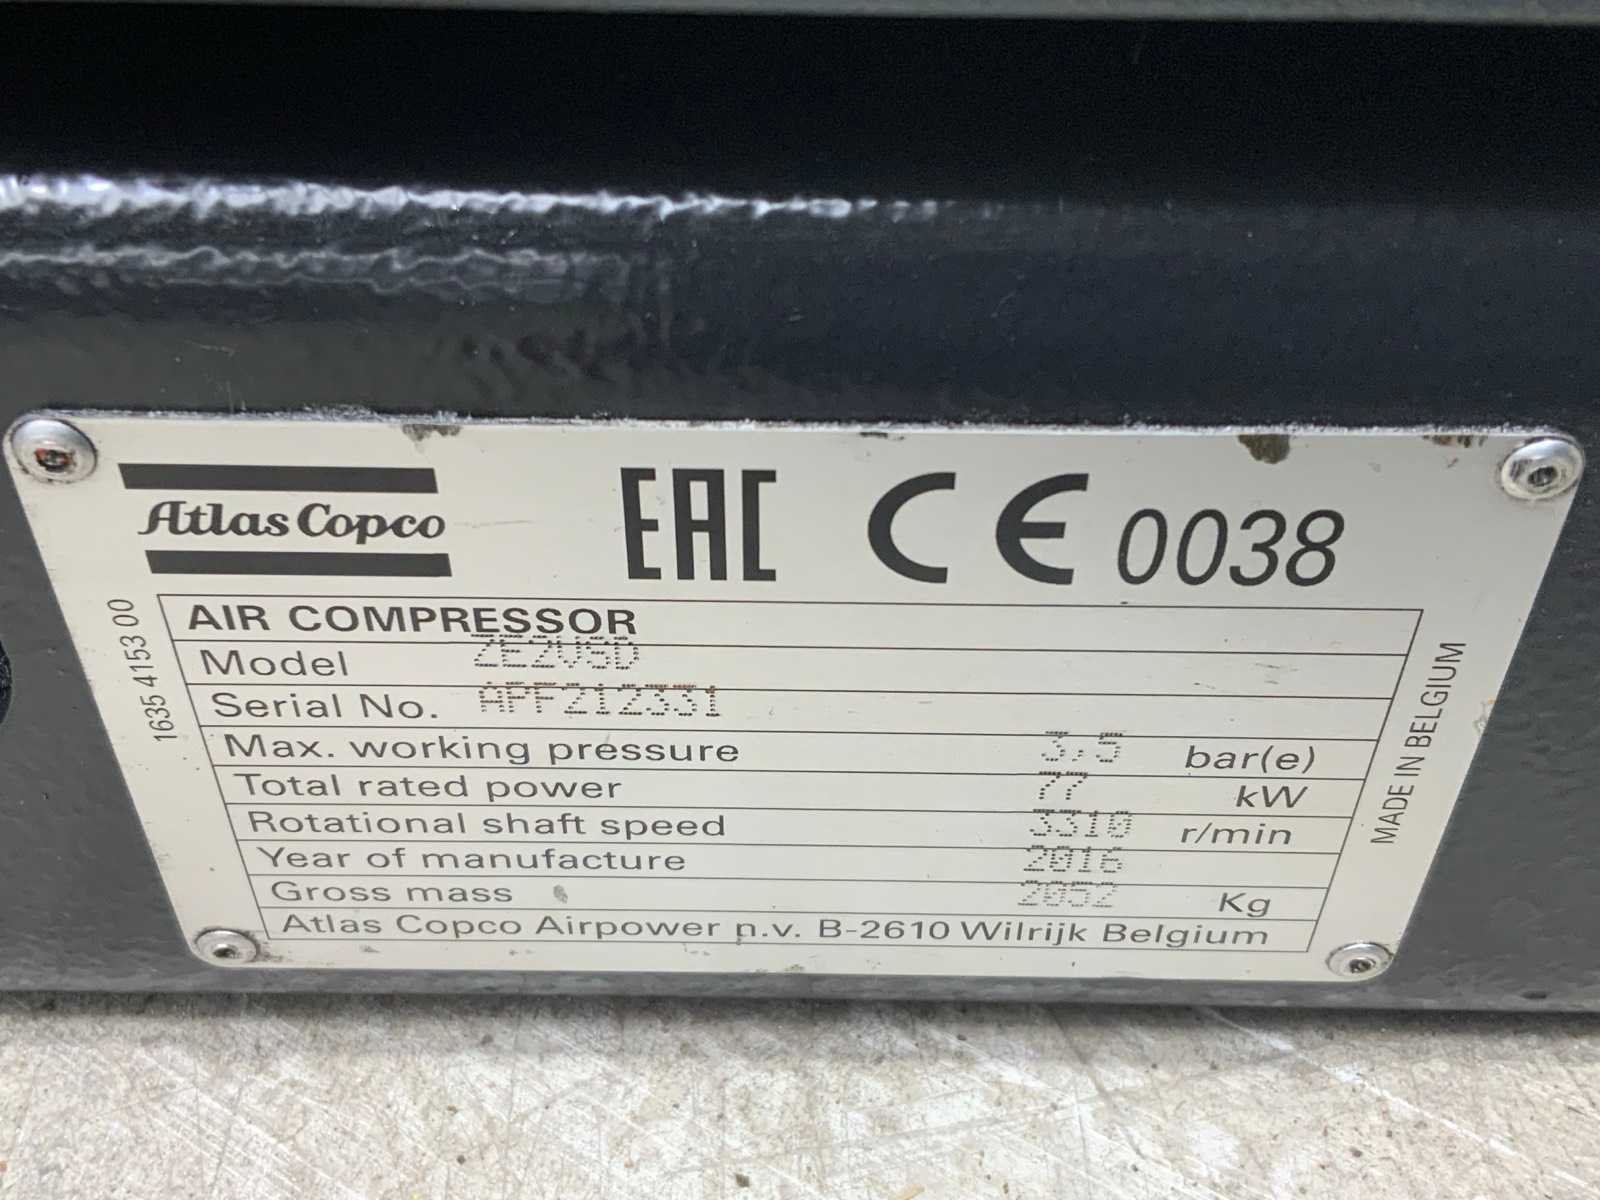 Atlas Copco
EAC CE 0038
1635 4153 00
AIR COMPRESSOR
Model ZE2VSD
Serial No. APF212331
Max. working pressure 3,5 bar(e)
Total rated power 77 kW
Rotational shaft speed 3310 r/min
Year of manufacture 2016
Gross mass 2052 Kg
Atlas Copco Airpower n.v. B-2610 Wilrijk Belgium
MADE IN BELGIUM